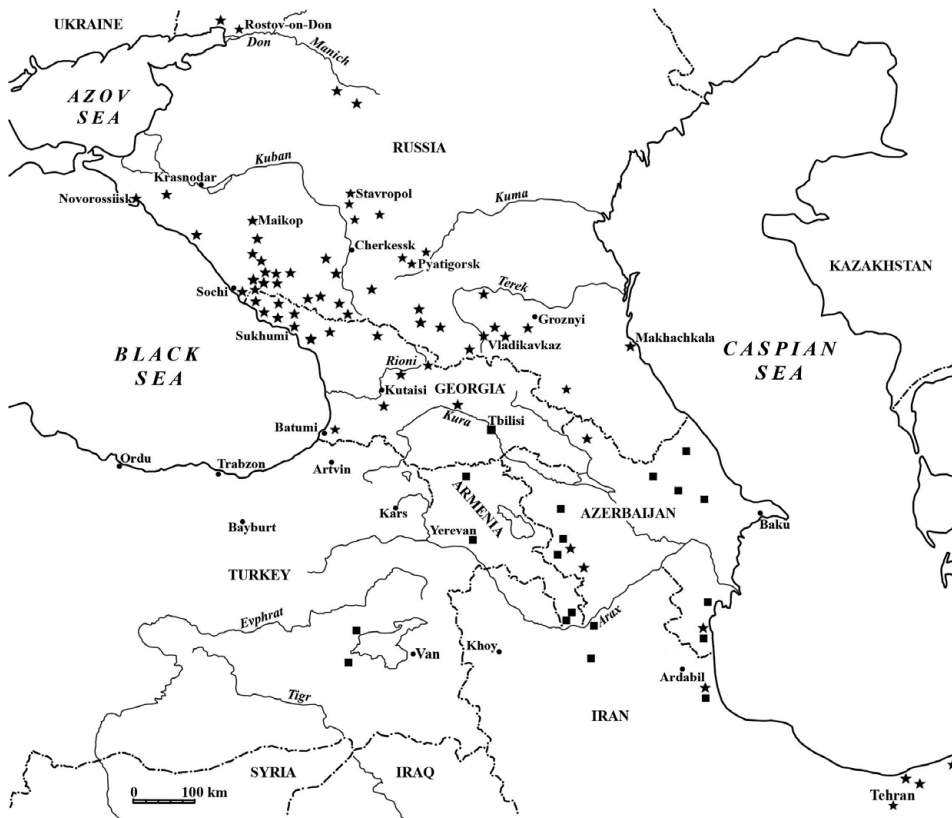 UKRAINE
Rostov-on-Don
Don
Manich
AZOV
SEA
RUSSIA
Krasnodar
Kuban
Stavropol
Kuma
Novorossiisk
Maikop
Cherkessk
Pyatigorsk
KAZAKHSTAN
Sochi
Terek
Groznyi
Sukhumi
Vladikavkaz
Makhachkala
BLACK
SEA
CASPIAN
SEA
Rioni
Kutaisi
GEORGIA
Batumi
Kura
Tbilisi
Ordu
Trabzon
Artvin
Bayburt
Kars
ARMENIA
AZERBAIJAN
Baku
Yerevan
TURKEY
Evphrat
Arax
Van
Khoy
Ardabil
Tigr
IRAN
SYRIA
IRAQ
Tehran
0 100 km